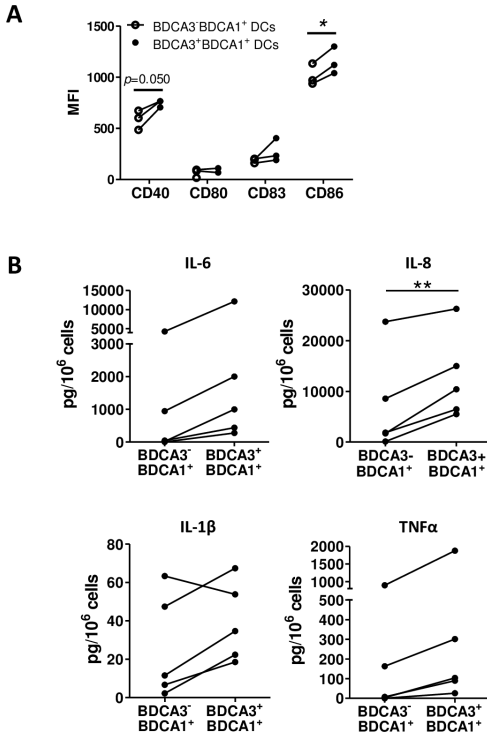 A
BDCA3⁻BDCA1⁺ DCs
BDCA3⁺BDCA1⁺ DCs
*
p=0.050
MFI
1500
1000
500
0
CD40 CD80 CD83 CD86
B
IL-6
pg/10⁶ cells
15000
10000
5000
3000
2000
1000
0
BDCA3⁻ BDCA3⁺
BDCA1⁺ BDCA1⁺
IL-8
**
pg/10⁶ cells
30000
20000
10000
0
BDCA3- BDCA3+
BDCA1⁺ BDCA1⁺
IL-1β
pg/10⁶ cells
80
60
40
20
0
BDCA3⁻ BDCA3⁺
BDCA1⁺ BDCA1⁺
TNFα
pg/10⁶ cells
2000
1500
1000
500
400
300
200
100
0
BDCA3⁻ BDCA3⁺
BDCA1⁺ BDCA1⁺